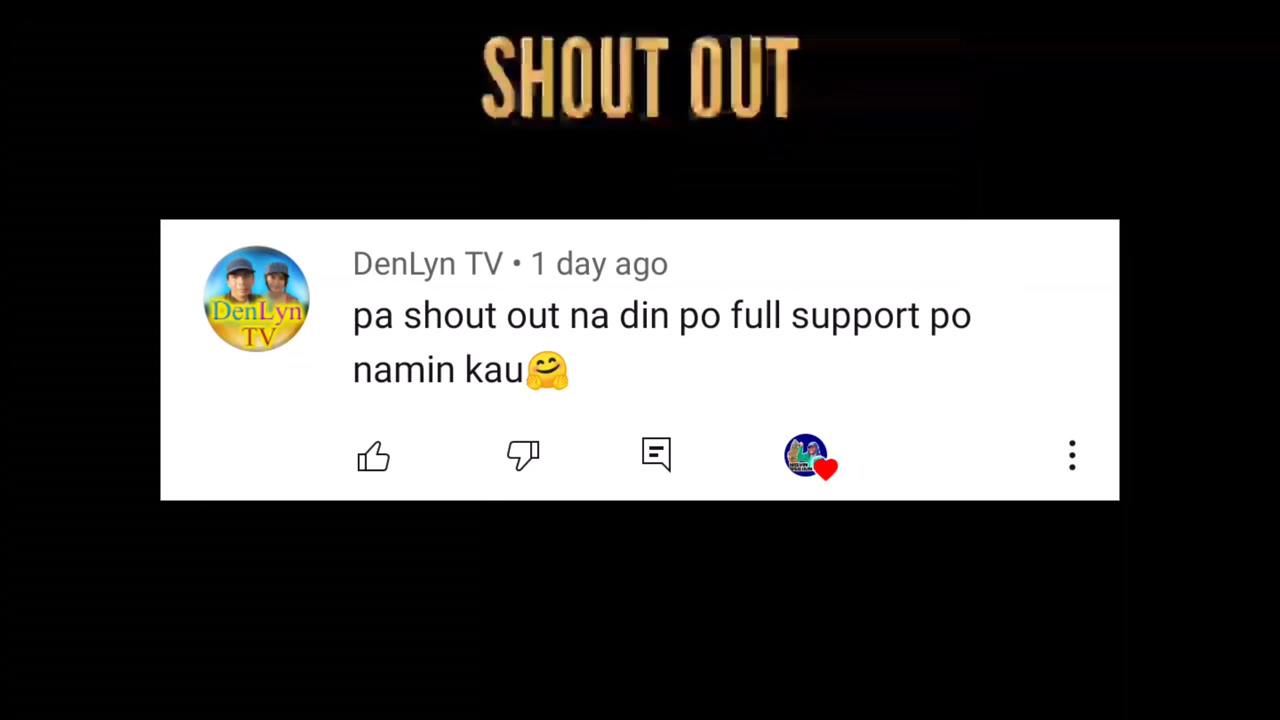 SHOUT OUT
DenLyn TV • 1 day ago
pa shout out na din po full support po
namin kau🤗
DenLyn
TV